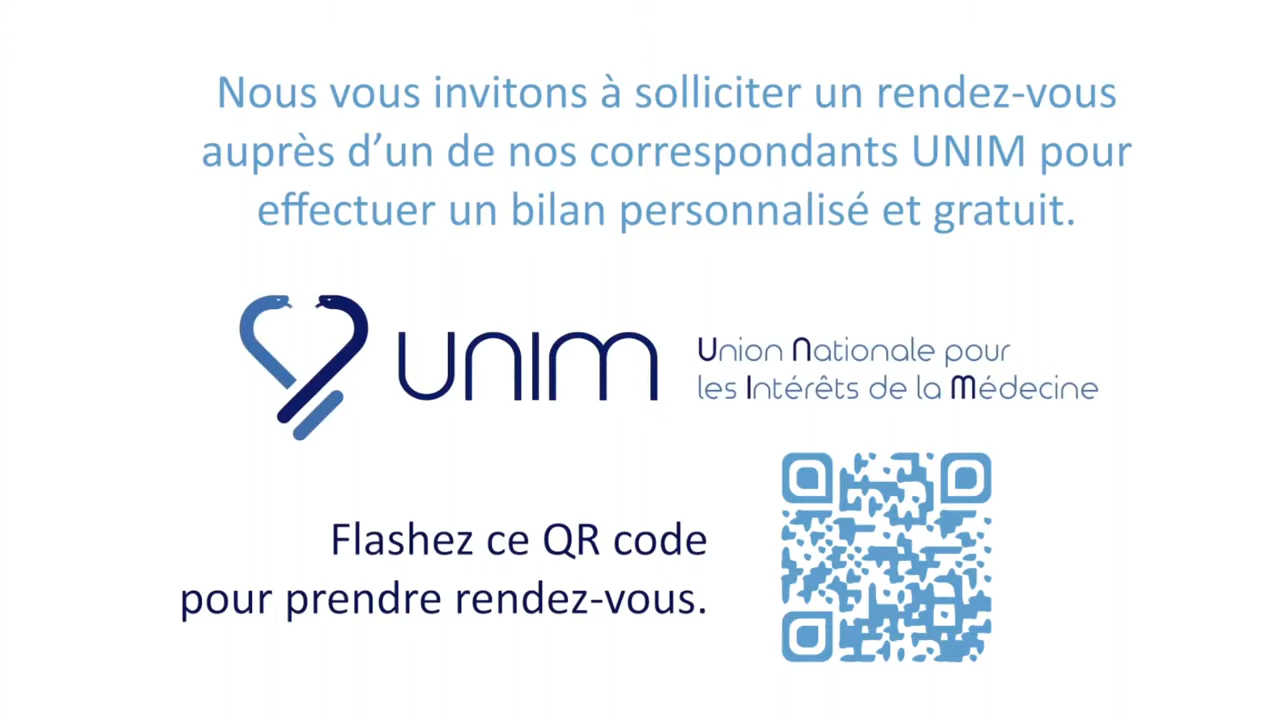 Nous vous invitons à solliciter un rendez-vous
auprès d’un de nos correspondants UNIM pour
effectuer un bilan personnalisé et gratuit.
UNIM
Union Nationale pour
les Intérêts de la Médecine
Flashez ce QR code
pour prendre rendez-vous.